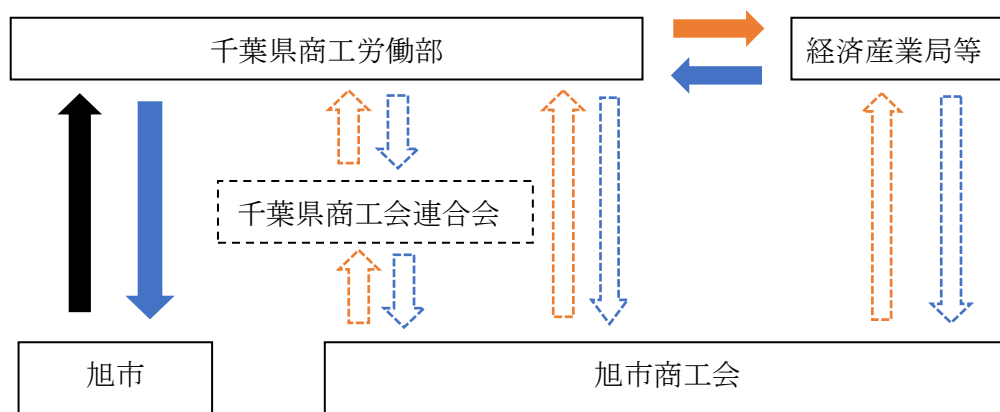 千葉県商工労働部
経済産業局等
千葉県商工会連合会
旭市
旭市商工会